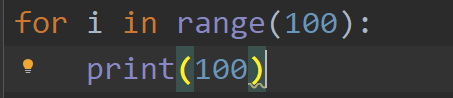 for i in range(100):
    print(100)